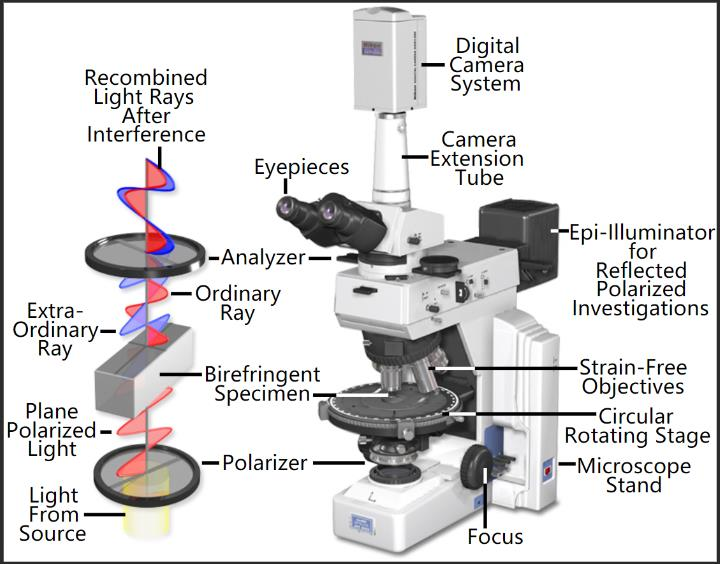 Digital
Camera
System
Recombined
Light Rays
After
Interference
Camera
Extension
Tube
Eyepieces
Epi-Illuminator
for
Reflected
Polarized
Investigations
Analyzer
Ordinary
Ray
Extra-
Ordinary
Ray
Birefringent
Specimen
Strain-Free
Objectives
Plane
Polarized
Light
Circular
Rotating Stage
Polarizer
Microscope
Stand
Light
From
Source
Focus